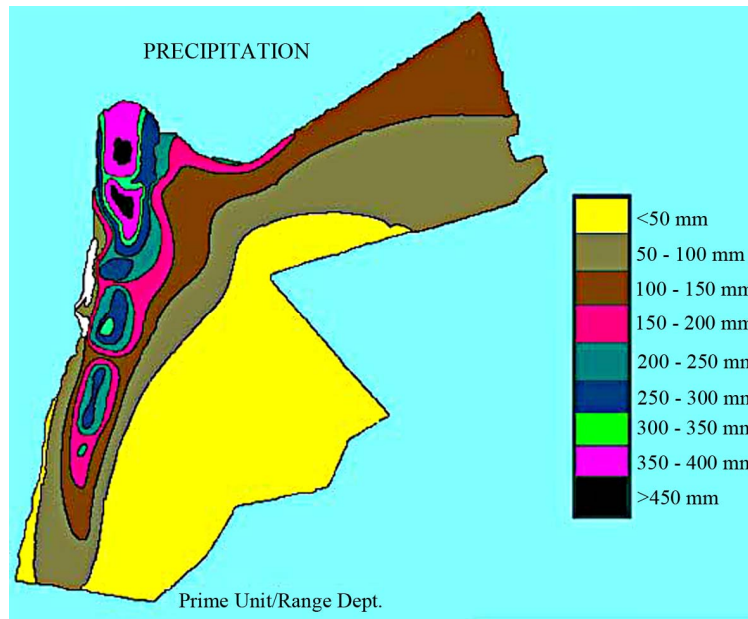 PRECIPITATION
<50 mm
50 - 100 mm
100 - 150 mm
150 - 200 mm
200 - 250 mm
250 - 300 mm
300 - 350 mm
350 - 400 mm
>450 mm
Prime Unit/Range Dept.